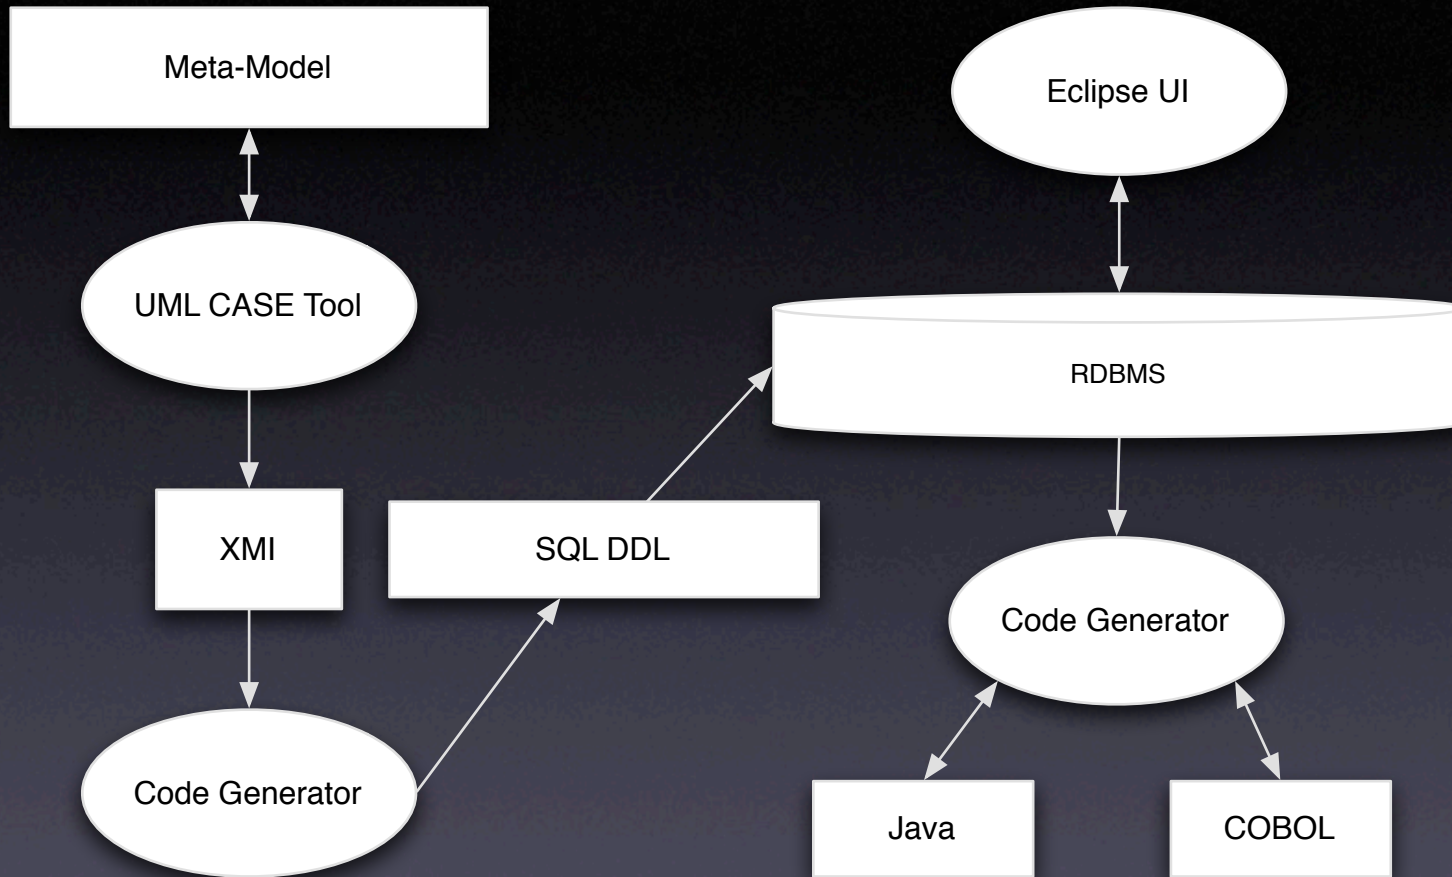 Meta-Model
Eclipse UI
UML CASE Tool
RDBMS
XMI
SQL DDL
Code Generator
Code Generator
Java
COBOL